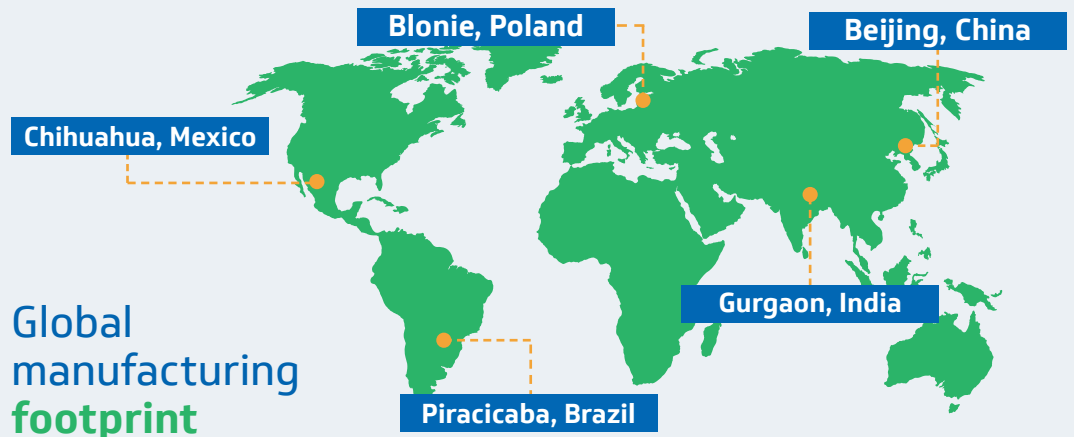 Blonie, Poland
Beijing, China
Chihuahua, Mexico
Gurgaon, India
Global
manufacturing
footprint
Piracicaba, Brazil